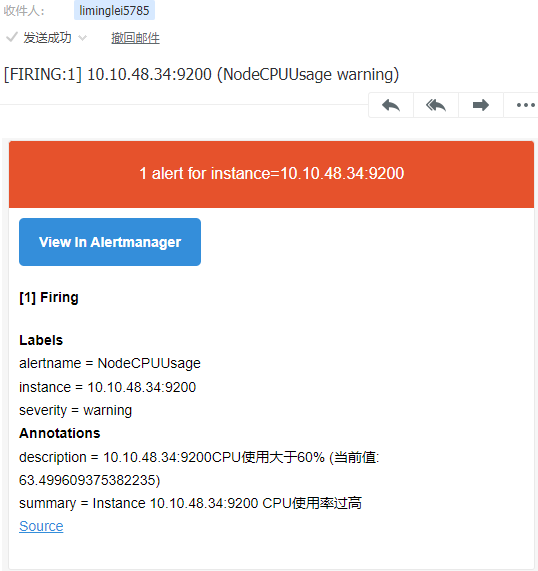 收件人： liminglei5785
发送成功 撤回邮件
[FIRING:1] 10.10.48.34:9200 (NodeCPUUsage warning)
1 alert for instance=10.10.48.34:9200
View In Alertmanager
[1] Firing
Labels
alertname = NodeCPUUsage
instance = 10.10.48.34:9200
severity = warning
Annotations
description = 10.10.48.34:9200CPU使用大于60% (当前值:
63.499609375382235)
summary = Instance 10.10.48.34:9200 CPU使用率过高
Source